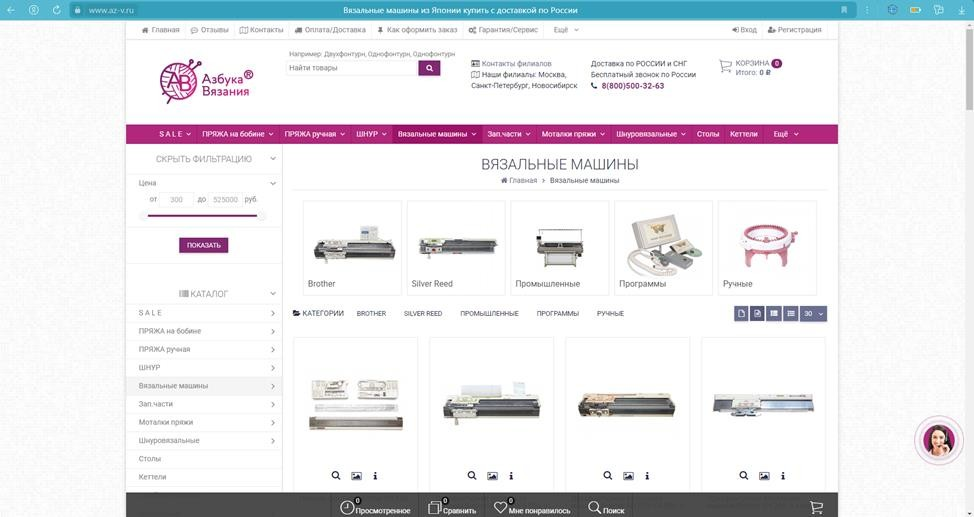 www.az-v.ru
Вязальные машины из Японии купить с доставкой по России
Главная Отзывы Контакты Оплата/Доставка Как оформить заказ Гарантия/Сервис Ещё Вход Регистрация
АВ
Азбука®
Вязания
Например: Двухфонтурн, Однофонтурн, Однофонтурн
Найти товары
Контакты филиалов
Наши филиалы: Москва,
Санкт-Петербург, Новосибирск
Доставка по РОССИИ и СНГ
Бесплатный звонок по России
8(800)500-32-63
КОРЗИНА 0
Итого: 0 ₽
S A L E ПРЯЖА на бобине ПРЯЖА ручная ШНУР Вязальные машины Зап.части Моталки пряжи Шнуровязальные Столы Кеттели Ещё
СКРЫТЬ ФИЛЬТРАЦИЮ
Цена
от 300 до 525000 руб.
ПОКАЗАТЬ
КАТАЛОГ
S A L E
ПРЯЖА на бобине
ПРЯЖА ручная
ШНУР
Вязальные машины
Зап.части
Моталки пряжи
Шнуровязальные
Столы
Кеттели
ВЯЗАЛЬНЫЕ МАШИНЫ
Главная > Вязальные машины
Brother Silver Reed Промышленные Программы Ручные
КАТЕГОРИИ BROTHER SILVER REED ПРОМЫШЛЕННЫЕ ПРОГРАММЫ РУЧНЫЕ 30
0 Просмотренное 0 Сравнить 0 Мне понравилось Поиск